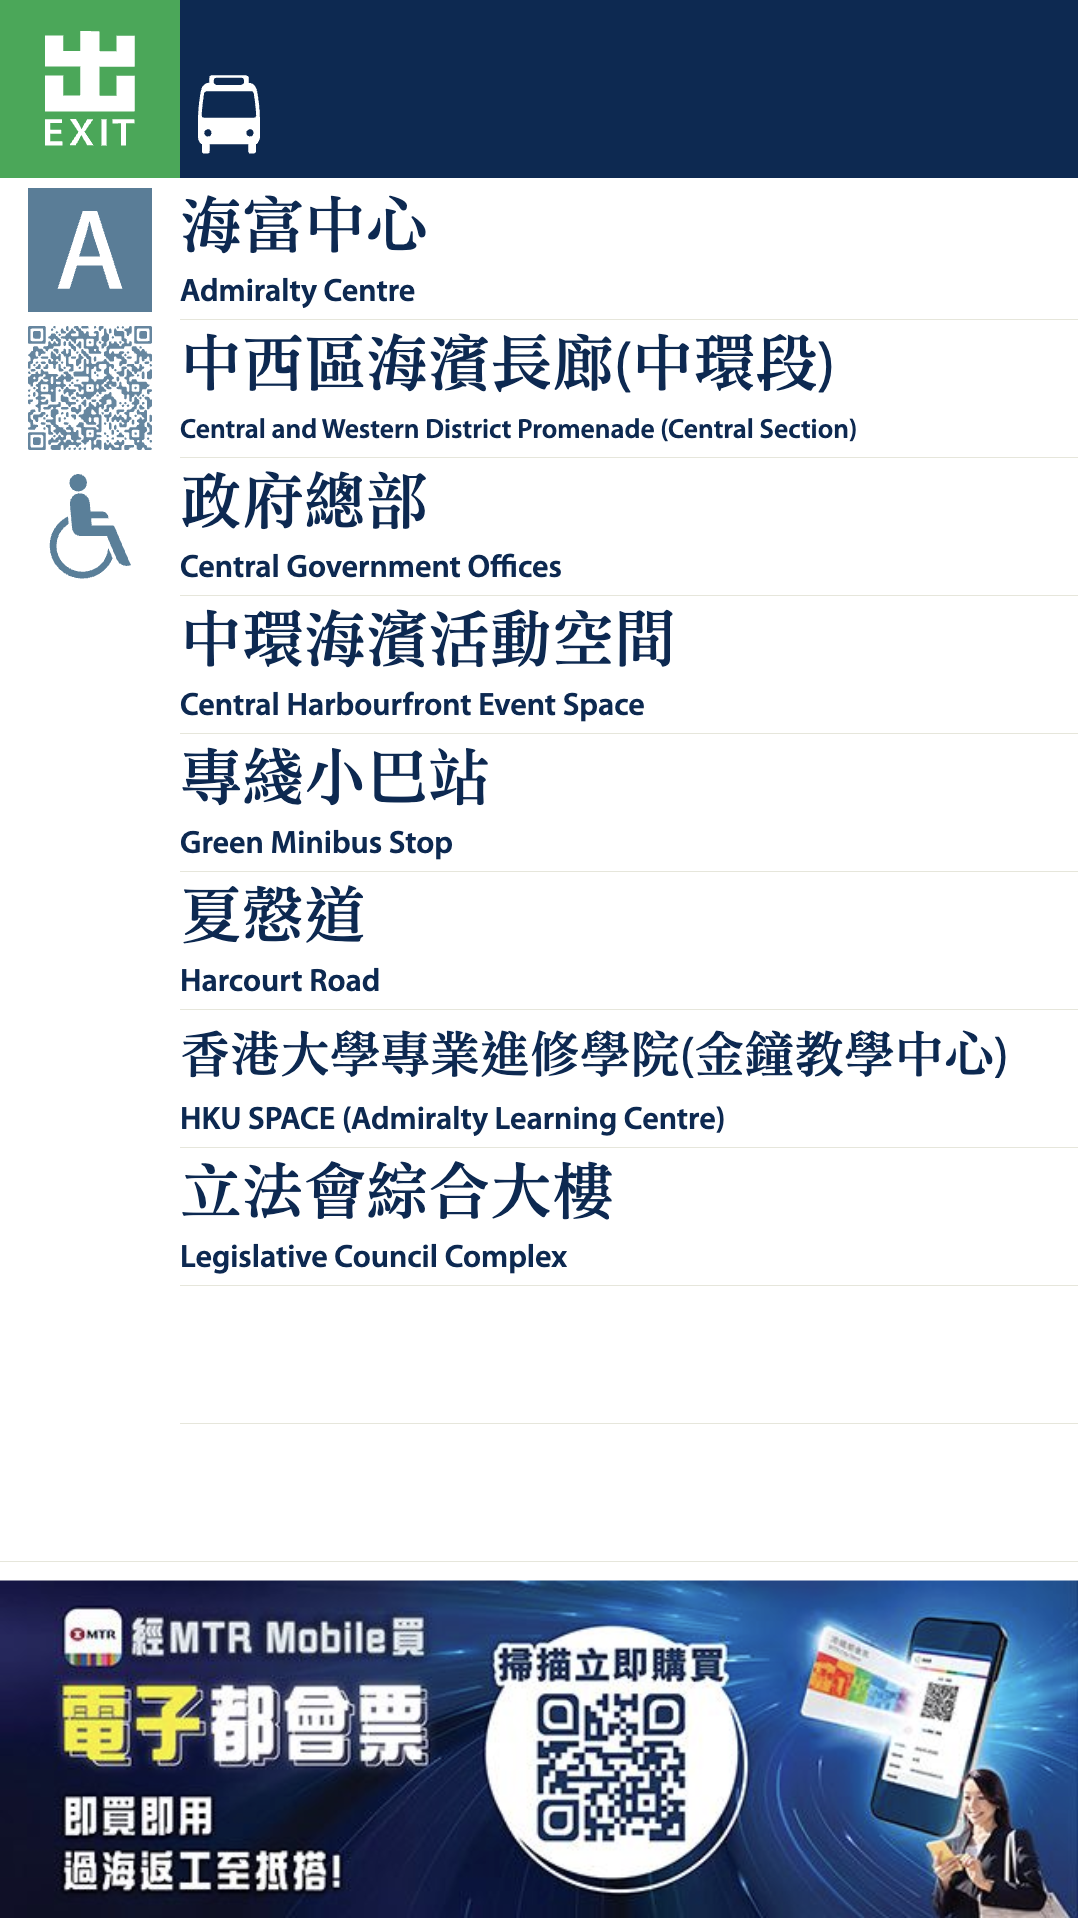 出
EXIT
A
海富中心
Admiralty Centre
中西區海濱長廊(中環段)
Central and Western District Promenade (Central Section)
政府總部
Central Government Offices
中環海濱活動空間
Central Harbourfront Event Space
專綫小巴站
Green Minibus Stop
夏慤道
Harcourt Road
香港大學專業進修學院(金鐘教學中心)
HKU SPACE (Admiralty Learning Centre)
立法會綜合大樓
Legislative Council Complex
MTR
經MTR Mobile買
電子都會票
即買即用
過海返工至抵搭!
掃描立即購買